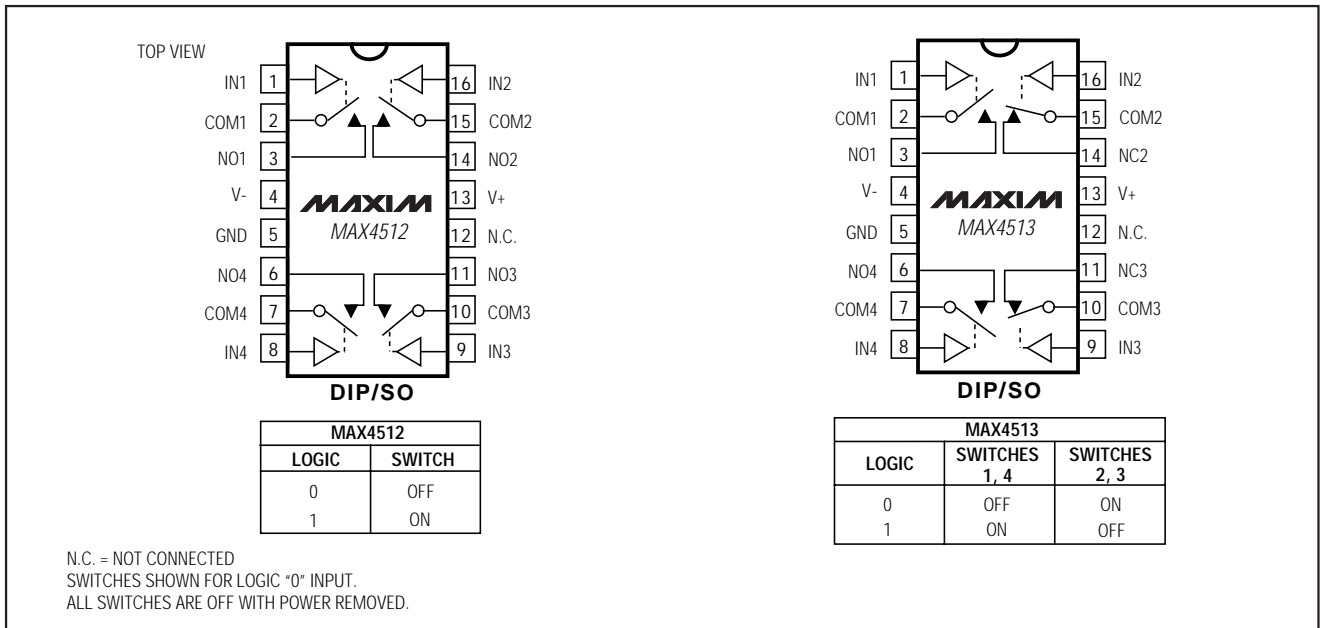 TOP VIEW
IN1 1 16 IN2
COM1 2 15 COM2
NO1 3 14 NO2
V- 4 13 V+
MAXIM
GND 5 MAX4512 12 N.C.
NO4 6 11 NO3
COM4 7 10 COM3
IN4 8 9 IN3
DIP/SO
MAX4512
LOGIC SWITCH
0 OFF
1 ON
IN1 1 16 IN2
COM1 2 15 COM2
NO1 3 14 NC2
V- 4 13 V+
MAXIM
GND 5 MAX4513 12 N.C.
NO4 6 11 NC3
COM4 7 10 COM3
IN4 8 9 IN3
DIP/SO
MAX4513
LOGIC SWITCHES 1, 4 SWITCHES 2, 3
0 OFF ON
1 ON OFF
N.C. = NOT CONNECTED
SWITCHES SHOWN FOR LOGIC “0” INPUT.
ALL SWITCHES ARE OFF WITH POWER REMOVED.